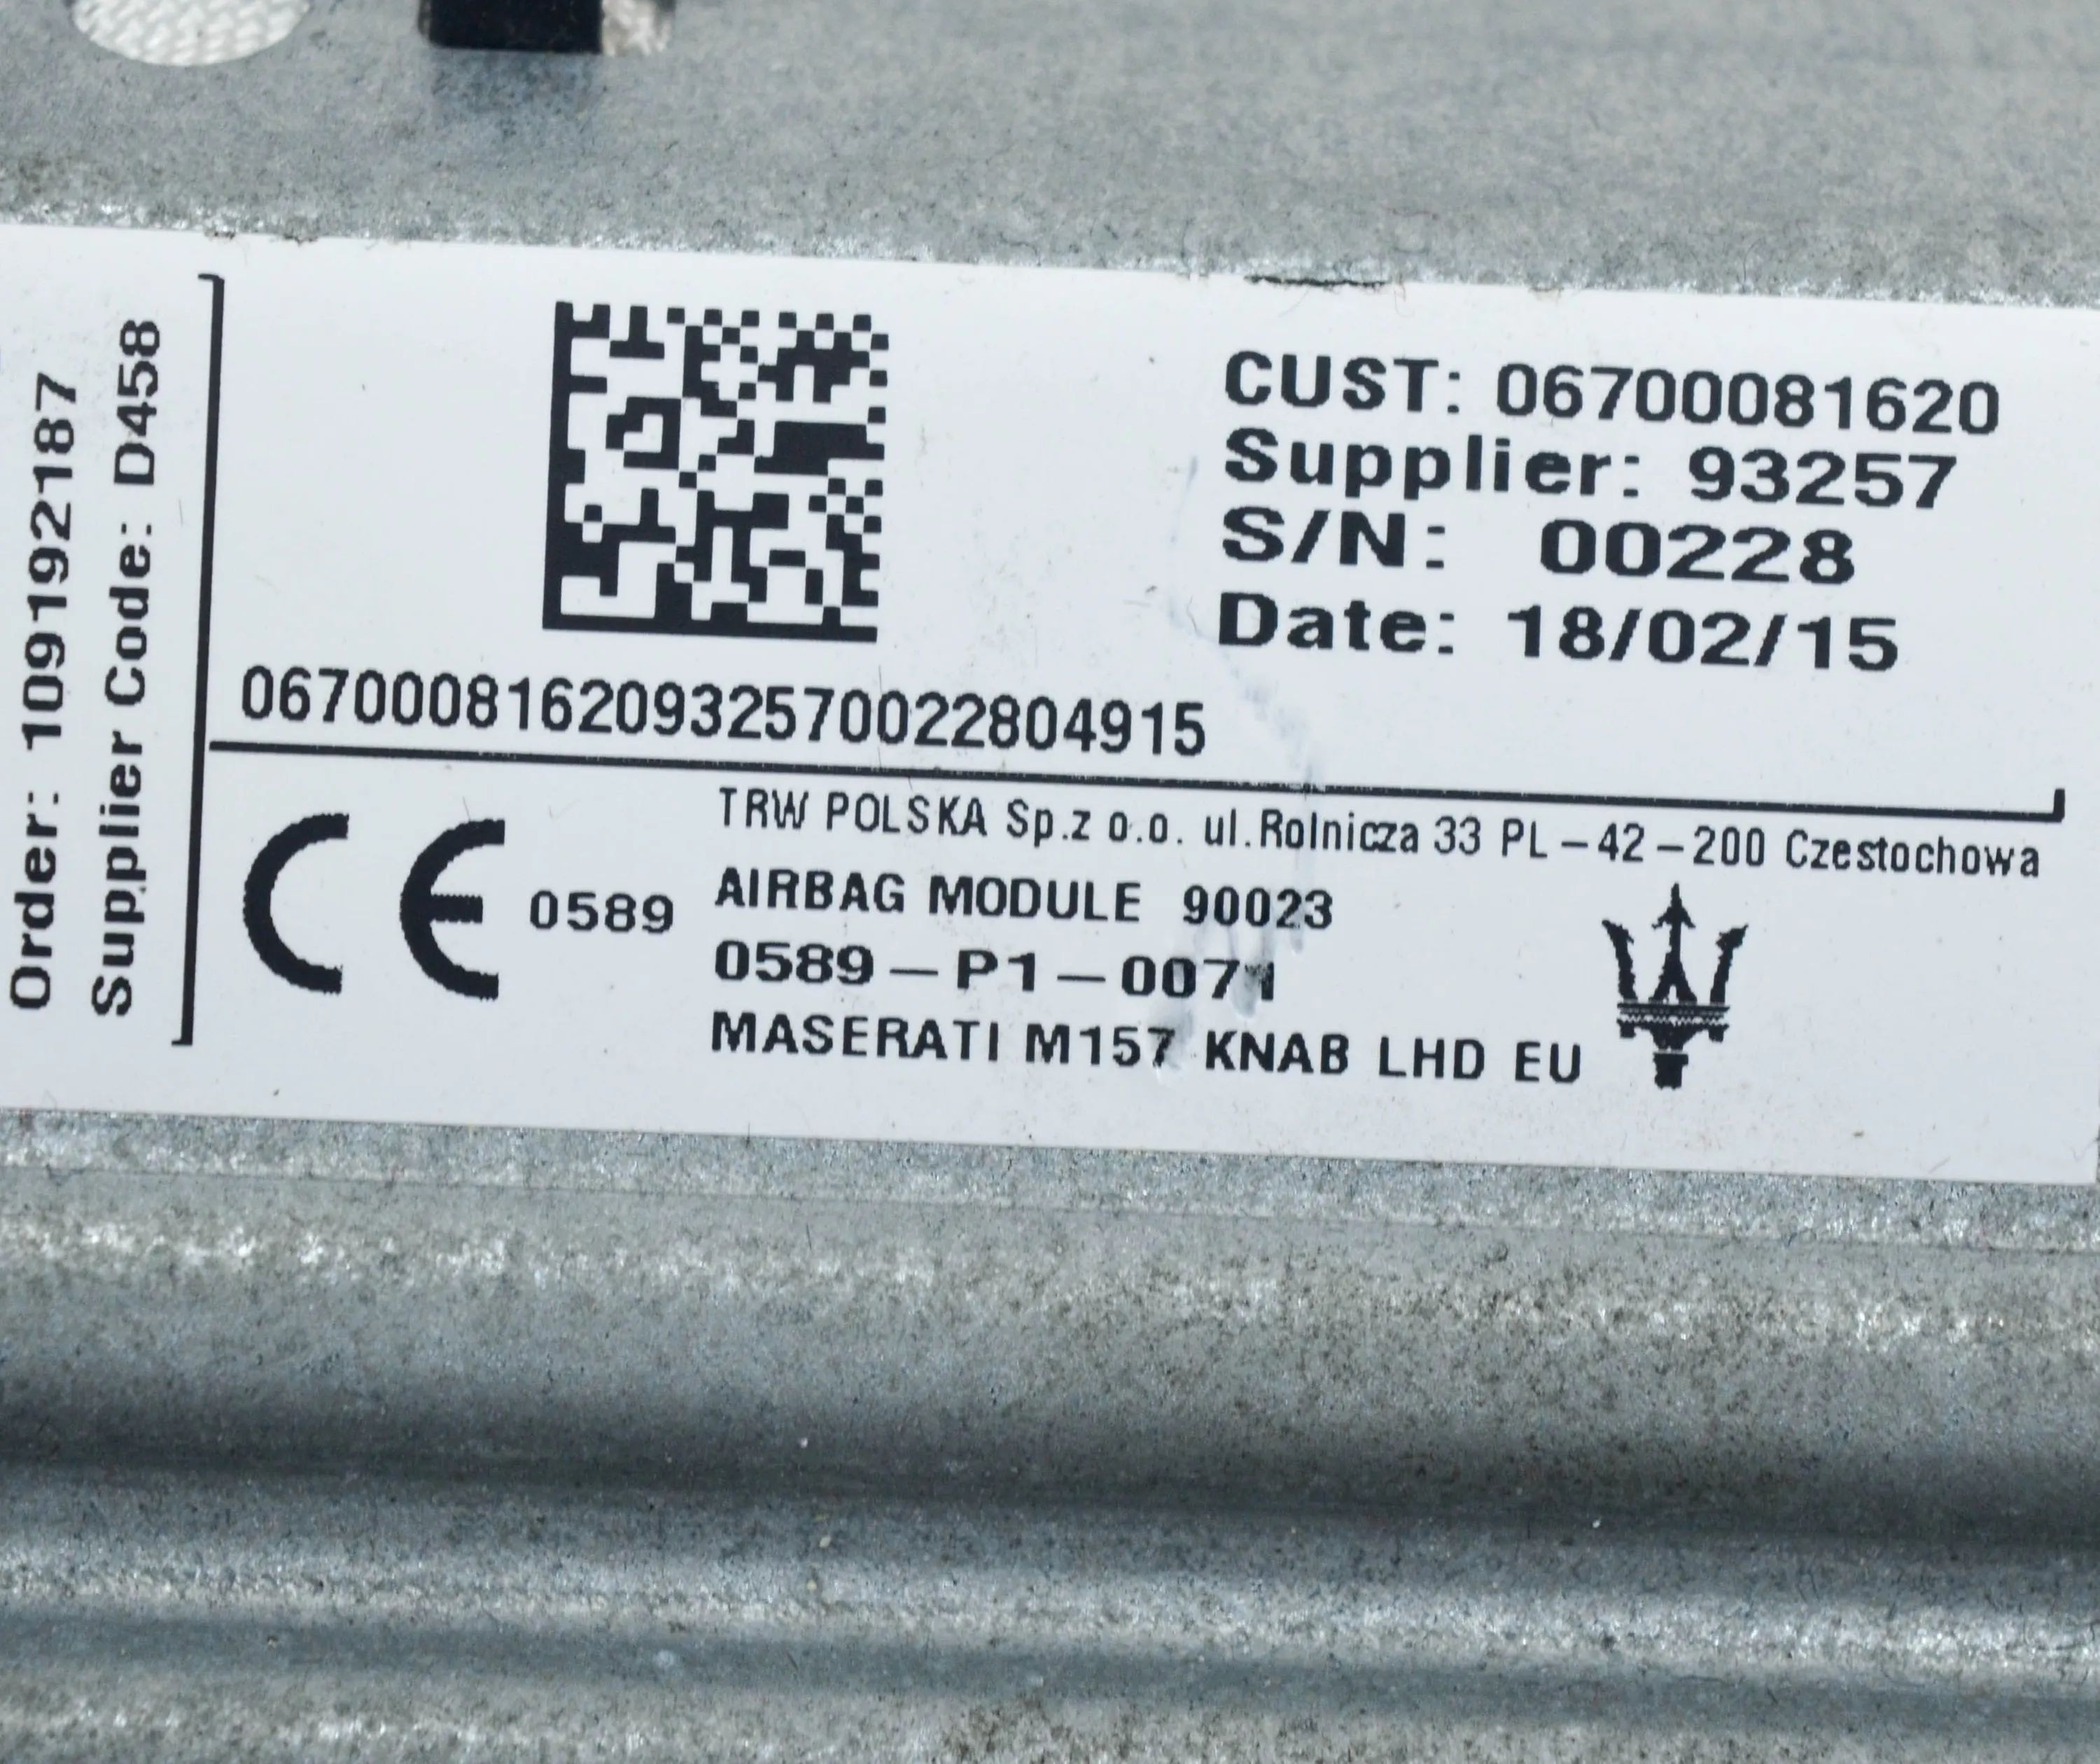 Order: 109192187
Supplier Code: D458
CUST: 06700081620
Supplier: 93257
S/N: 00228
Date: 18/02/15
06700081620932570022804915
CE 0589
TRW POLSKA Sp.z o.o. ul.Rolnicza 33 PL-42-200 Czestochowa
AIRBAG MODULE 90023
0589-P1-0071
MASERATI M157 KNAB LHD EU